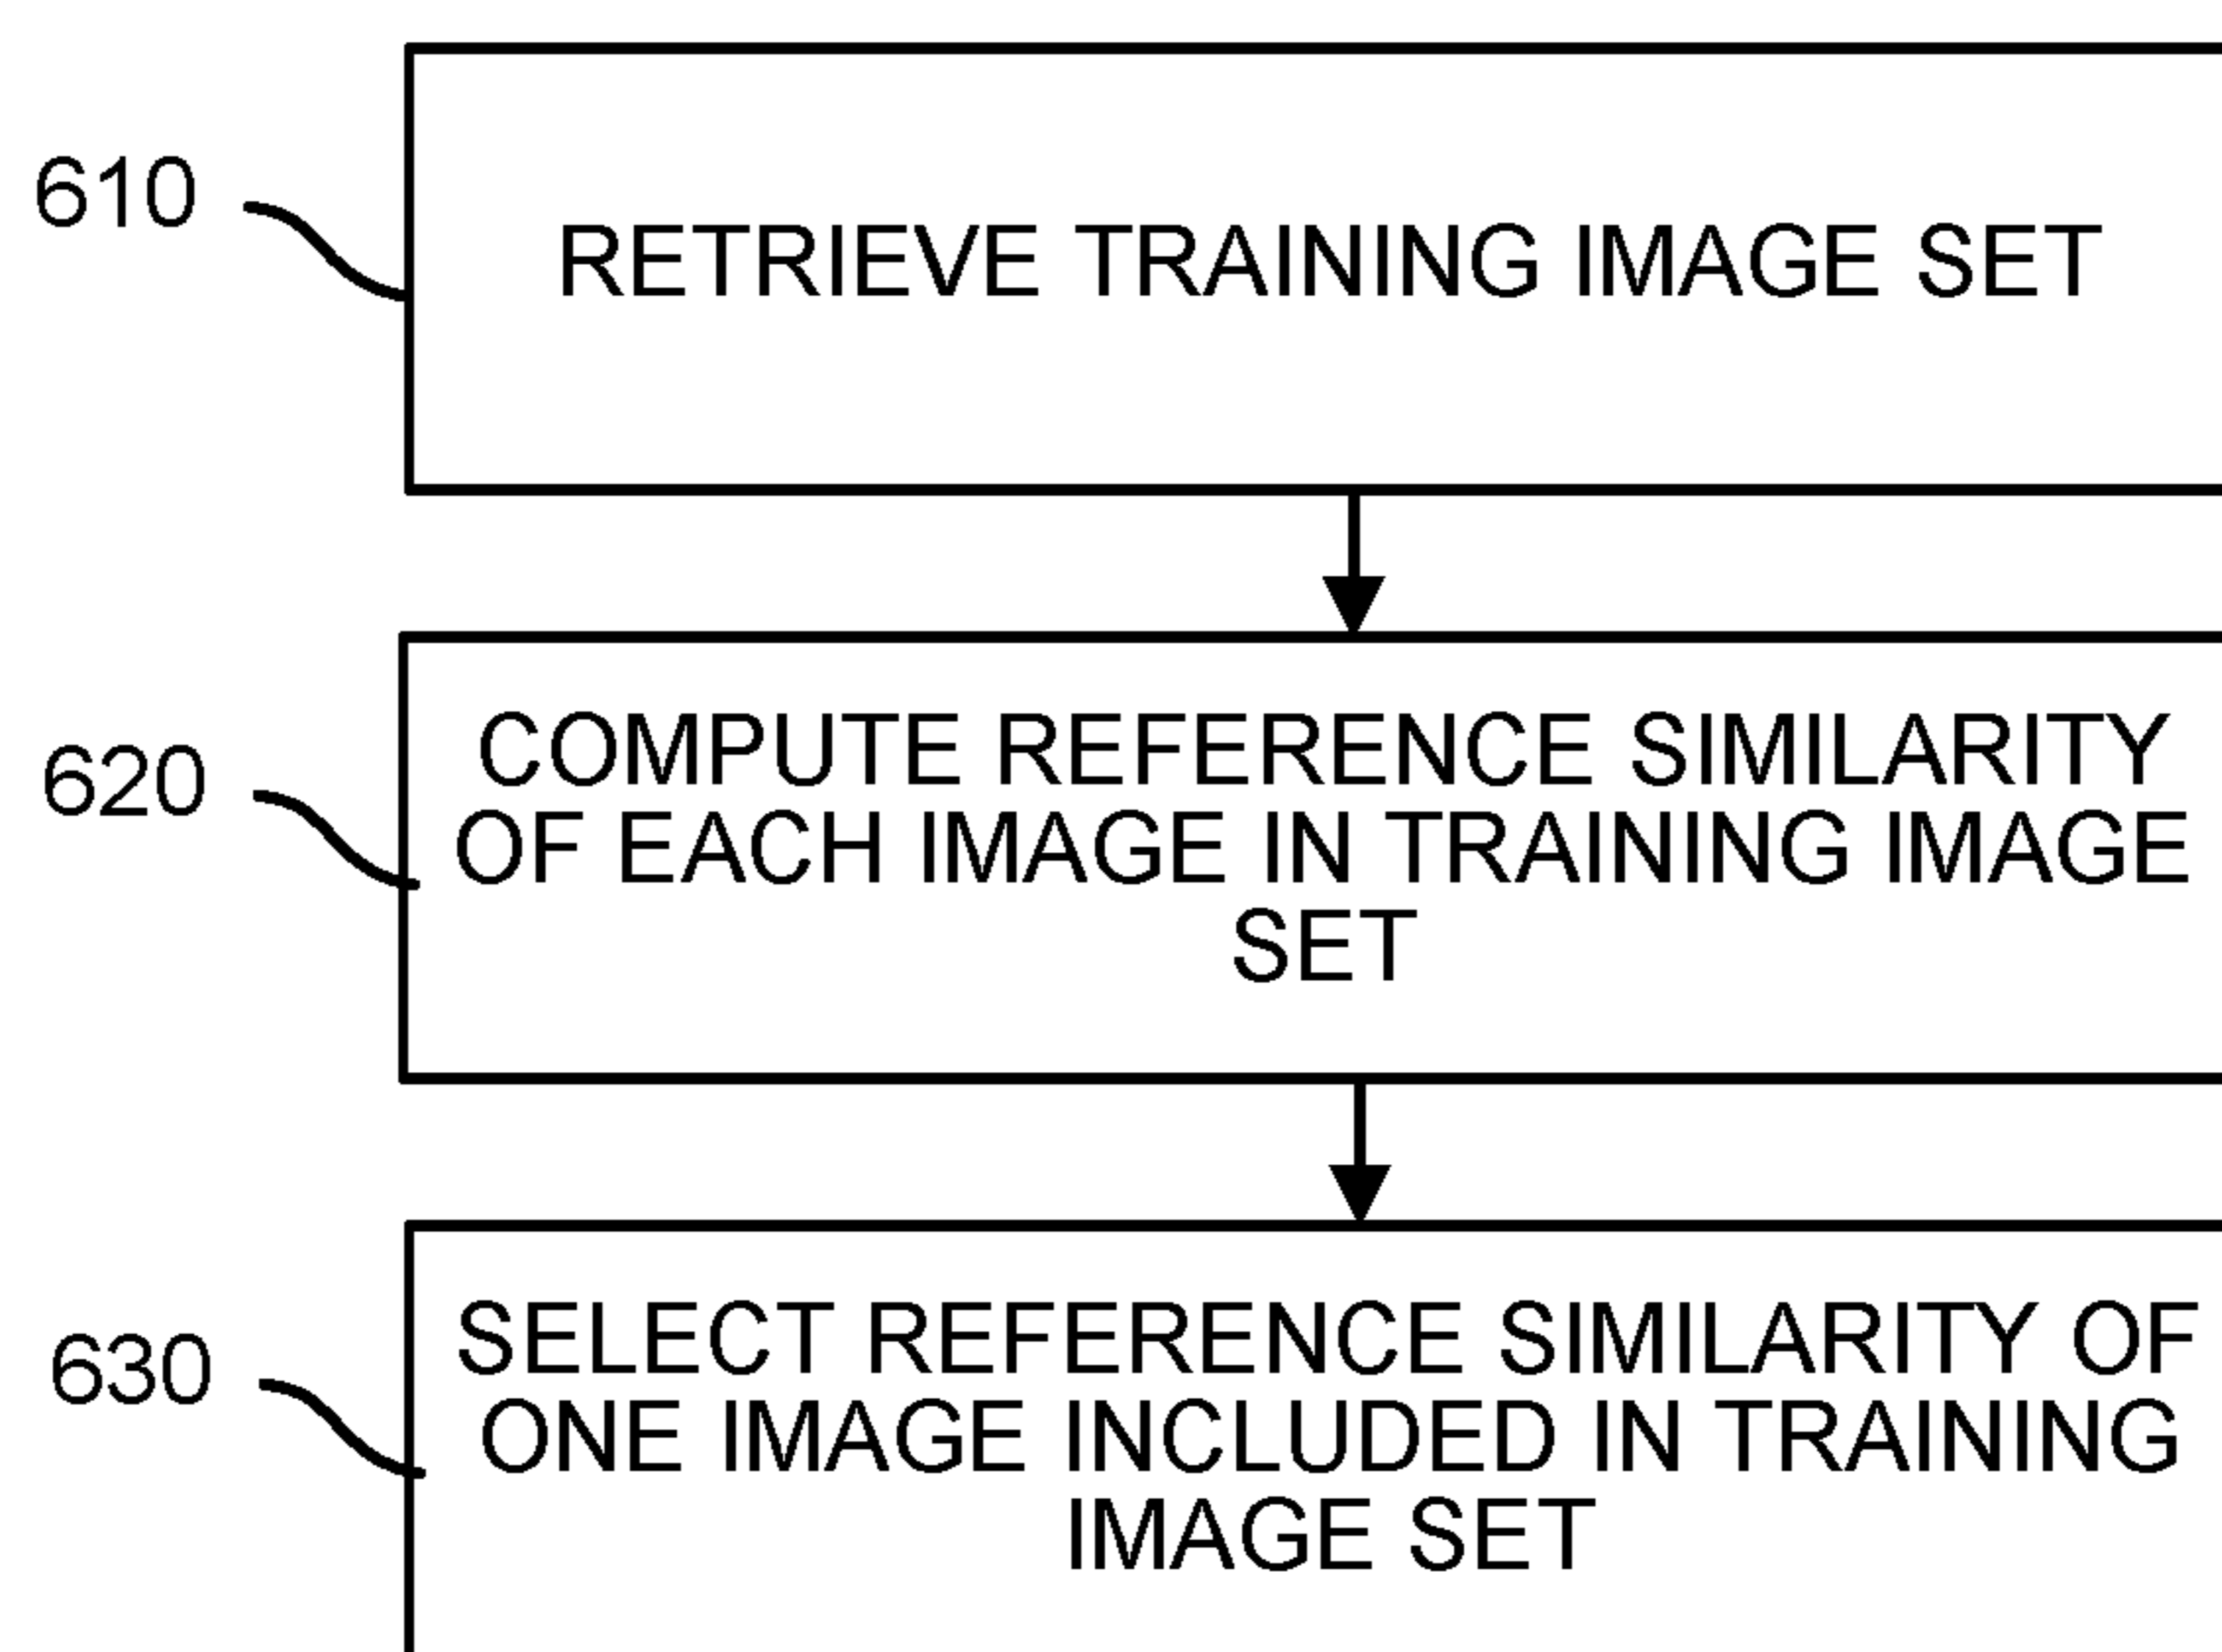 610
RETRIEVE TRAINING IMAGE SET
620
COMPUTE REFERENCE SIMILARITY
OF EACH IMAGE IN TRAINING IMAGE
SET
630
SELECT REFERENCE SIMILARITY OF
ONE IMAGE INCLUDED IN TRAINING
IMAGE SET